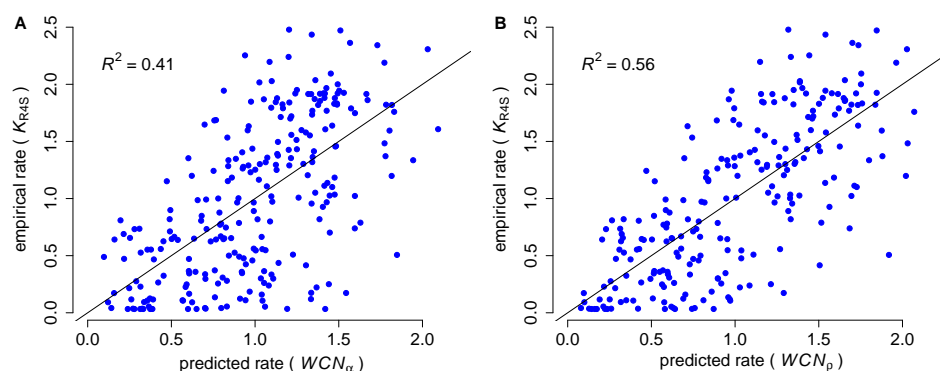 A
R² = 0.41
empirical rate ( K_R4S )
2.5
2.0
1.5
1.0
0.5
0.0
0.0 0.5 1.0 1.5 2.0
predicted rate ( WCN_α )
B
R² = 0.56
empirical rate ( K_R4S )
2.5
2.0
1.5
1.0
0.5
0.0
0.0 0.5 1.0 1.5 2.0
predicted rate ( WCN_ρ )